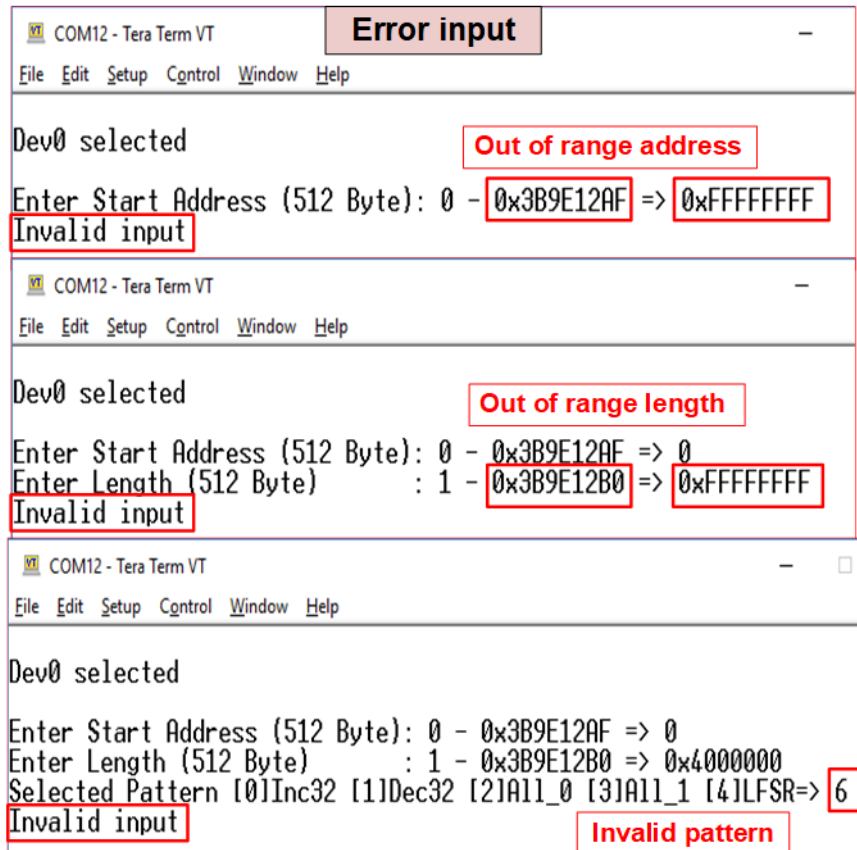 COM12 - Tera Term VT
Error input
File Edit Setup Control Window Help
Dev0 selected
Out of range address
Enter Start Address (512 Byte): 0 - 0x3B9E12AF => 0xFFFFFFFF
Invalid input
COM12 - Tera Term VT
File Edit Setup Control Window Help
Dev0 selected
Out of range length
Enter Start Address (512 Byte): 0 - 0x3B9E12AF => 0
Enter Length (512 Byte) : 1 - 0x3B9E12B0 => 0xFFFFFFFF
Invalid input
COM12 - Tera Term VT
File Edit Setup Control Window Help
Dev0 selected
Enter Start Address (512 Byte): 0 - 0x3B9E12AF => 0
Enter Length (512 Byte) : 1 - 0x3B9E12B0 => 0x4000000
Selected Pattern [0]Inc32 [1]Dec32 [2]All_0 [3]All_1 [4]LFSR=> 6
Invalid input
Invalid pattern